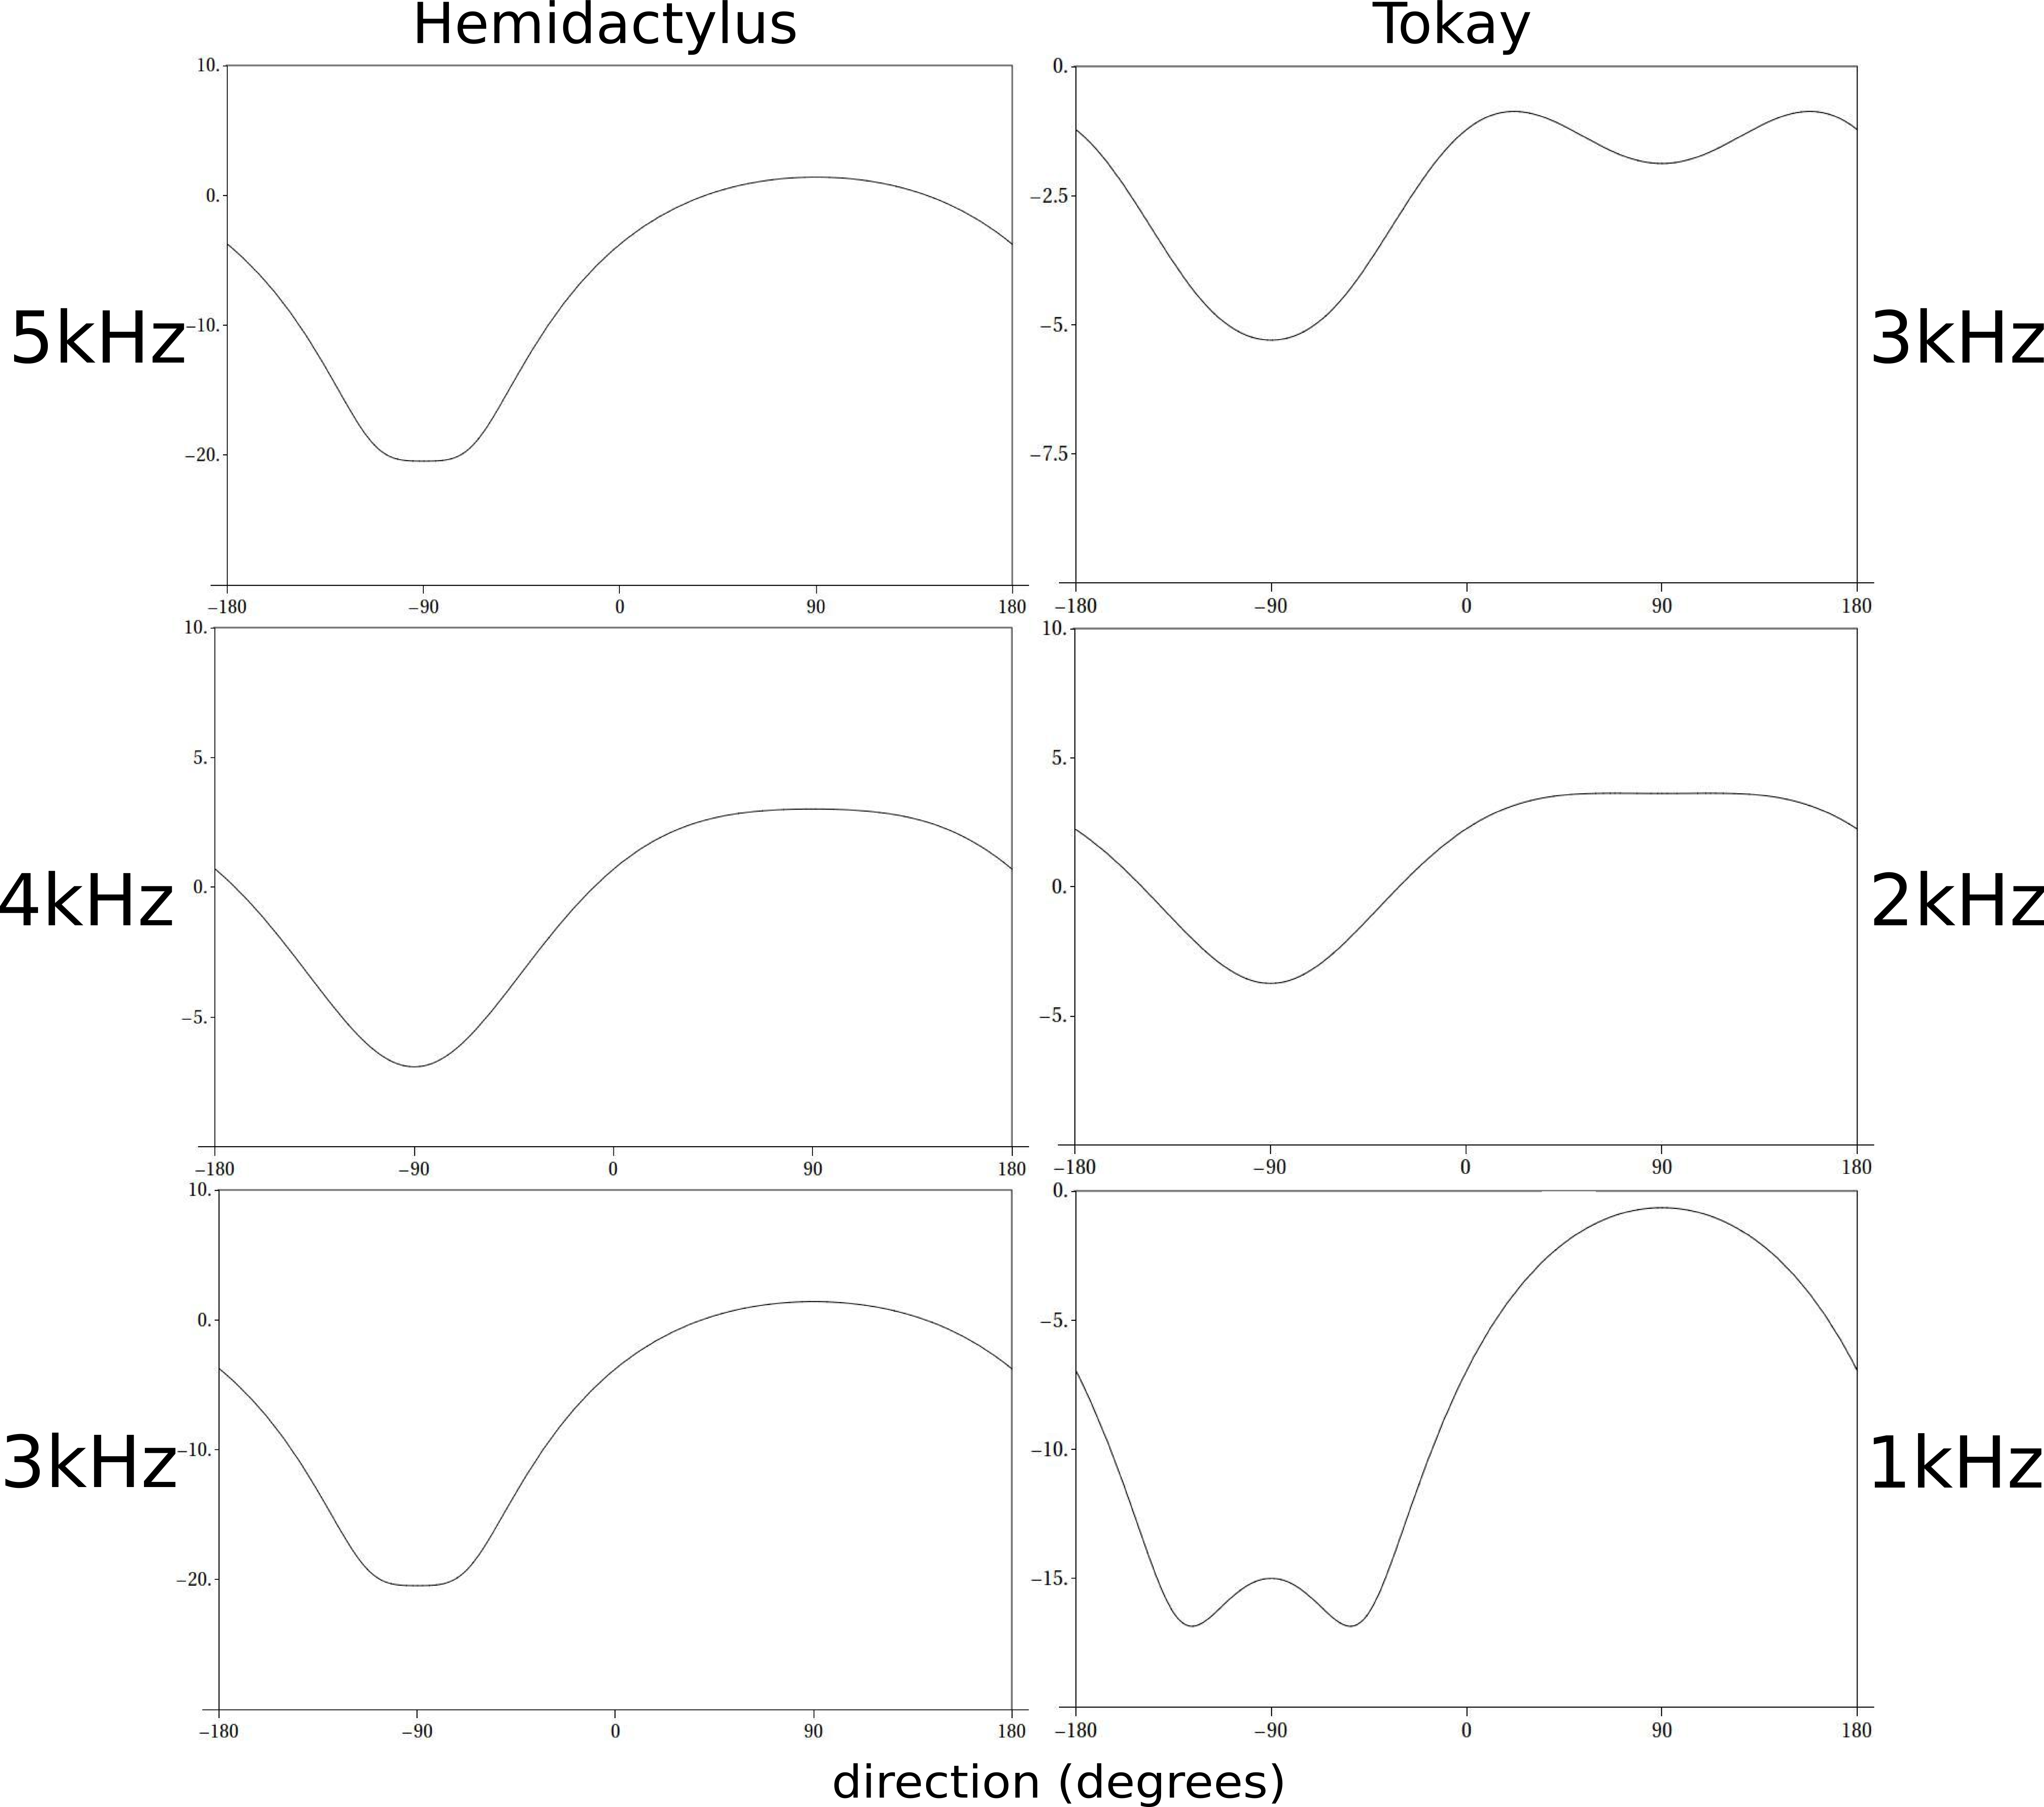 Hemidactylus Tokay
10. 0.
0. −2.5
5kHz −10. −5. 3kHz
−20. −7.5
−180 −90 0 90 180 −180 −90 0 90 180
10. 10.
5. 5.
4kHz 0. 0. 2kHz
−5. −5.
−180 −90 0 90 180 −180 −90 0 90 180
10. 0.
0. −5.
3kHz −10. −10. 1kHz
−20. −15.
−180 −90 0 90 180 −180 −90 0 90 180
direction (degrees)